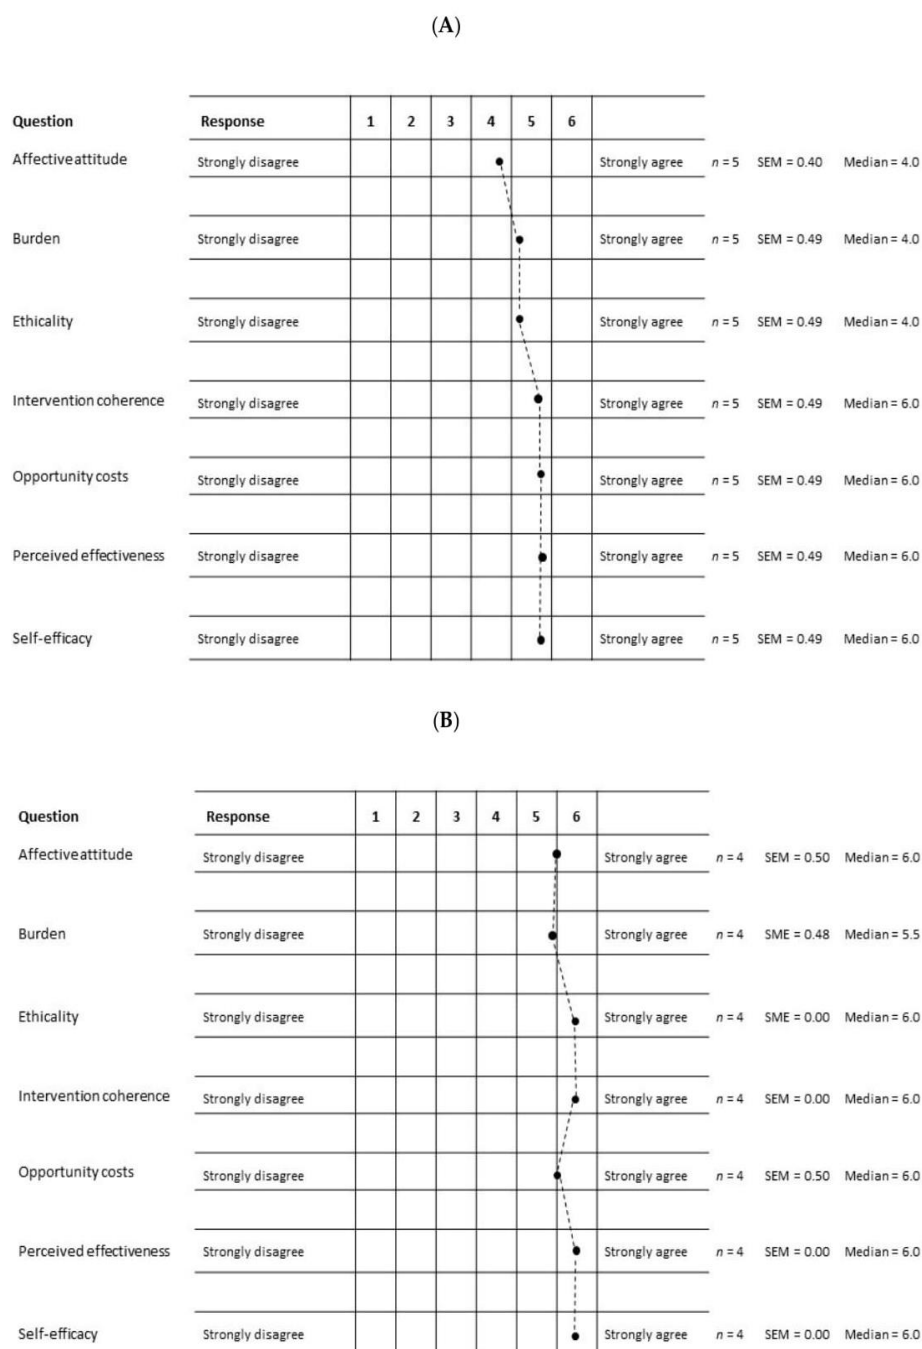 (A)
Question Response 1 2 3 4 5 6
Affective attitude Strongly disagree Strongly agree n = 5 SEM = 0.40 Median = 4.0
Burden Strongly disagree Strongly agree n = 5 SEM = 0.49 Median = 4.0
Ethicality Strongly disagree Strongly agree n = 5 SEM = 0.49 Median = 4.0
Intervention coherence Strongly disagree Strongly agree n = 5 SEM = 0.49 Median = 6.0
Opportunity costs Strongly disagree Strongly agree n = 5 SEM = 0.49 Median = 6.0
Perceived effectiveness Strongly disagree Strongly agree n = 5 SEM = 0.49 Median = 6.0
Self-efficacy Strongly disagree Strongly agree n = 5 SEM = 0.49 Median = 6.0
(B)
Question Response 1 2 3 4 5 6
Affective attitude Strongly disagree Strongly agree n = 4 SEM = 0.50 Median = 6.0
Burden Strongly disagree Strongly agree n = 4 SME = 0.48 Median = 5.5
Ethicality Strongly disagree Strongly agree n = 4 SME = 0.00 Median = 6.0
Intervention coherence Strongly disagree Strongly agree n = 4 SEM = 0.00 Median = 6.0
Opportunity costs Strongly disagree Strongly agree n = 4 SEM = 0.50 Median = 6.0
Perceived effectiveness Strongly disagree Strongly agree n = 4 SEM = 0.00 Median = 6.0
Self-efficacy Strongly disagree Strongly agree n = 4 SEM = 0.00 Median = 6.0